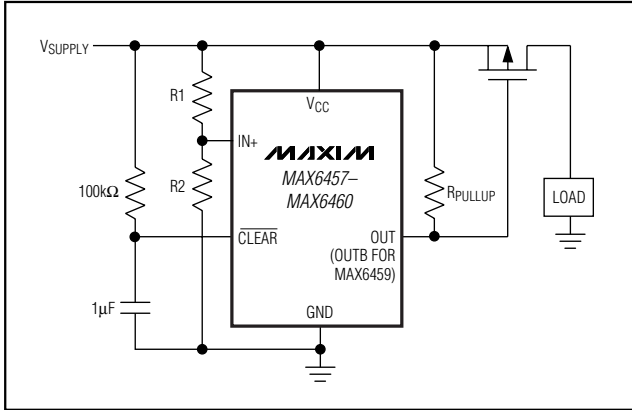 VSUPPLY
R1
VCC
IN+
MAXIM
MAX6457–
MAX6460
R2
100kΩ
RPULLUP
LOAD
CLEAR
OUT
(OUTB FOR
MAX6459)
1µF
GND